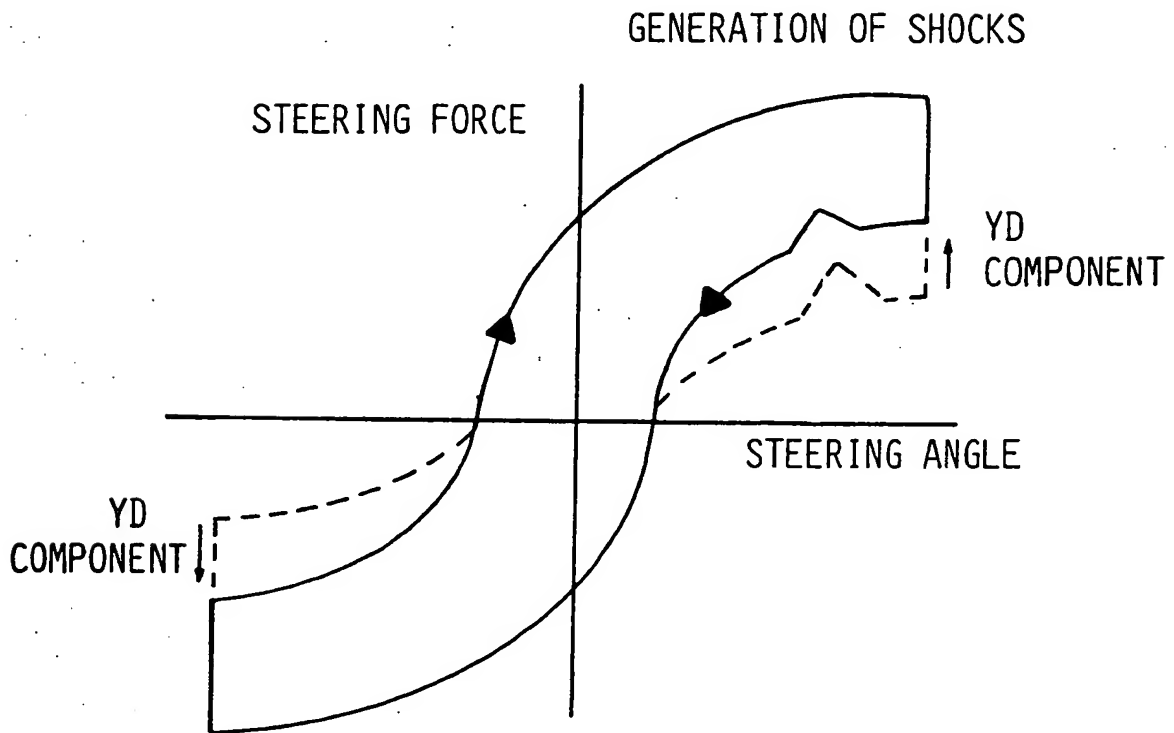 GENERATION OF SHOCKS
STEERING FORCE
YD
COMPONENT
STEERING ANGLE
YD
COMPONENT